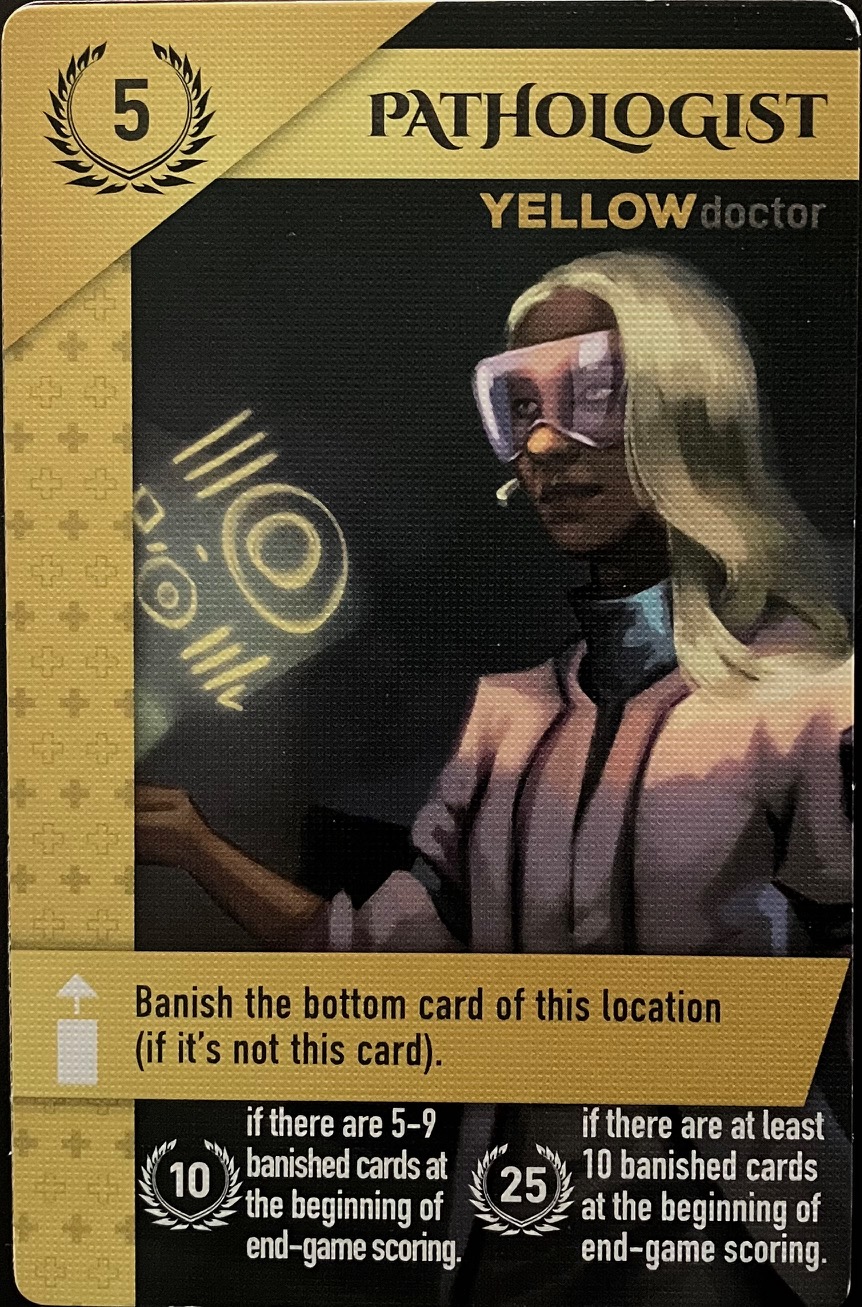 5
PATHOLOGIST
YELLOW doctor
Banish the bottom card of this location
(if it's not this card).
10
if there are 5-9
banished cards at
the beginning of
end-game scoring.
25
if there are at least
10 banished cards
at the beginning of
end-game scoring.